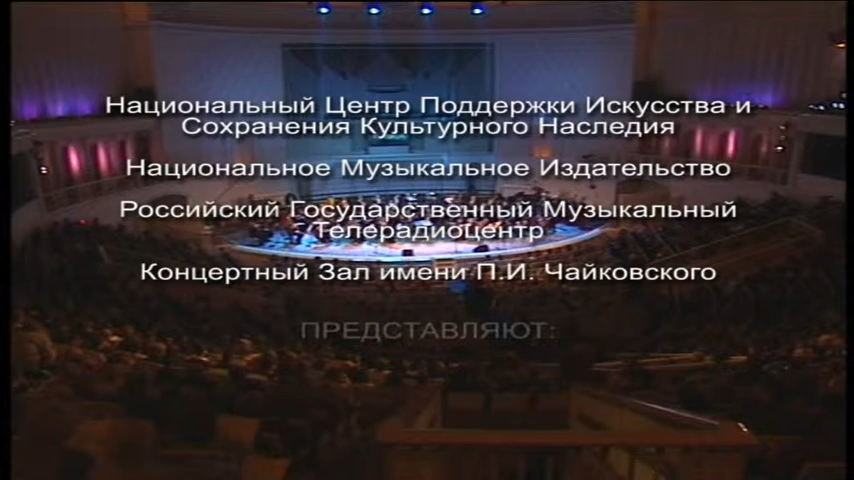 Национальный Центр Поддержки Искусства и
Сохранения Культурного Наследия
Национальное Музыкальное Издательство
Российский Государственный Музыкальный
Телерадиоцентр
Концертный Зал имени П.И. Чайковского
ПРЕДСТАВЛЯЮТ: